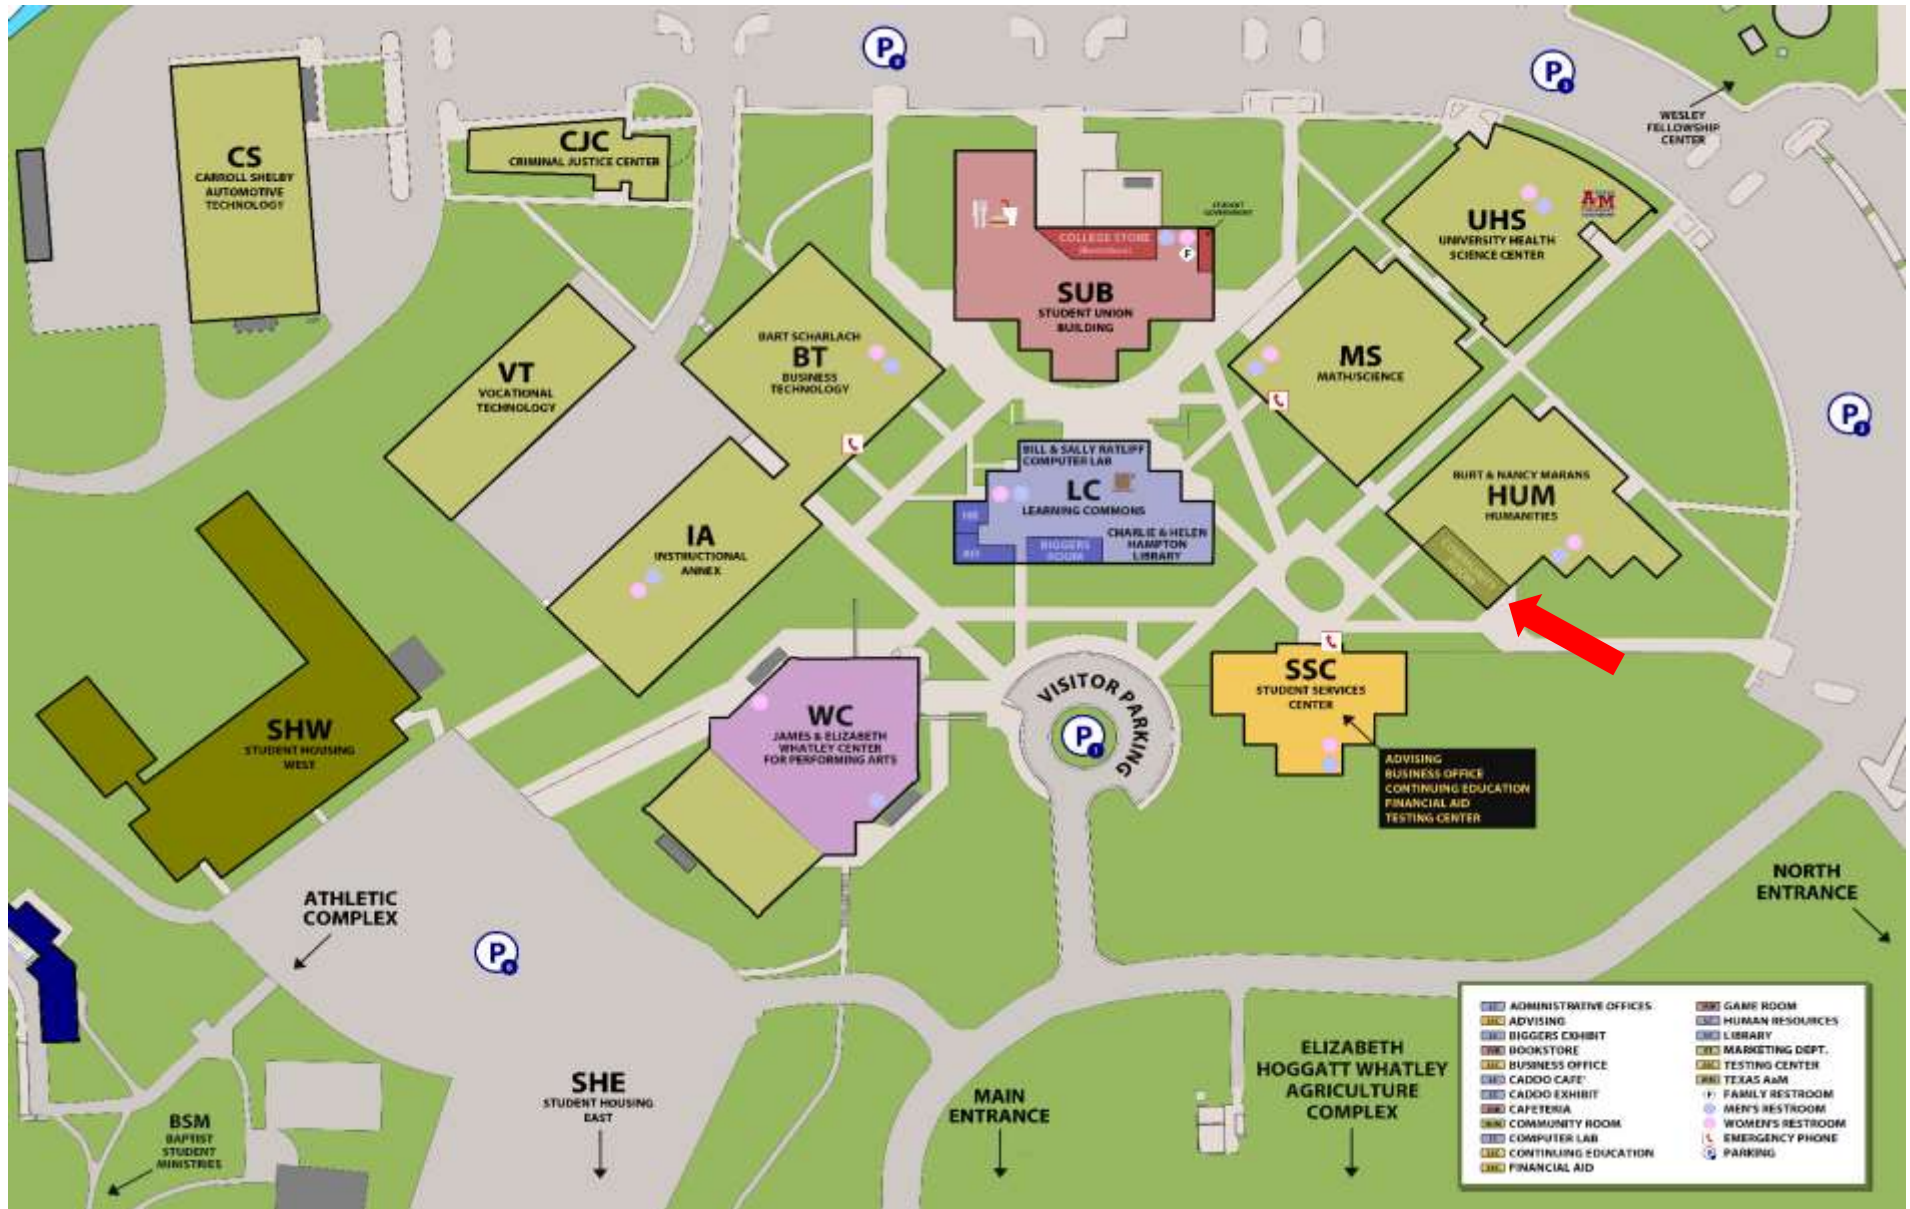 P
P
WESLEY
FELLOWSHIP
CENTER
CS
CARROLL SHELBY
AUTOMOTIVE
TECHNOLOGY
CJC
CRIMINAL JUSTICE CENTER
STUDENT
GOVERNMENT
COLLEGE STORE
F
SUB
STUDENT UNION
BUILDING
UHS
UNIVERSITY HEALTH
SCIENCE CENTER
AM
BART SCHARLACH
BT
BUSINESS
TECHNOLOGY
VT
VOCATIONAL
TECHNOLOGY
MS
MATH/SCIENCE
P
BILL & SALLY RATLIFF
COMPUTER LAB
LC
LEARNING COMMONS
CHARLIE & HELEN
HAMPTON
LIBRARY
BIGGERS
ROOM
BURT & NANCY MARANS
HUM
HUMANITIES
COMMUNITY
ROOM
IA
INSTRUCTIONAL
ANNEX
SHW
STUDENT HOUSING
WEST
WC
JAMES & ELIZABETH
WHATLEY CENTER
FOR PERFORMING ARTS
VISITOR PARKING
P
SSC
STUDENT SERVICES
CENTER
ADVISING
BUSINESS OFFICE
CONTINUING EDUCATION
FINANCIAL AID
TESTING CENTER
ATHLETIC
COMPLEX
P
NORTH
ENTRANCE
BSM
BAPTIST
STUDENT
MINISTRIES
SHE
STUDENT HOUSING
EAST
MAIN
ENTRANCE
ELIZABETH
HOGGATT WHATLEY
AGRICULTURE
COMPLEX
ADMINISTRATIVE OFFICES
ADVISING
BIGGERS EXHIBIT
BOOKSTORE
BUSINESS OFFICE
CADDO CAFE'
CADDO EXHIBIT
CAFETERIA
COMMUNITY ROOM
COMPUTER LAB
CONTINUING EDUCATION
FINANCIAL AID
GAME ROOM
HUMAN RESOURCES
LIBRARY
MARKETING DEPT.
TESTING CENTER
TEXAS A&M
FAMILY RESTROOM
MEN'S RESTROOM
WOMEN'S RESTROOM
EMERGENCY PHONE
PARKING